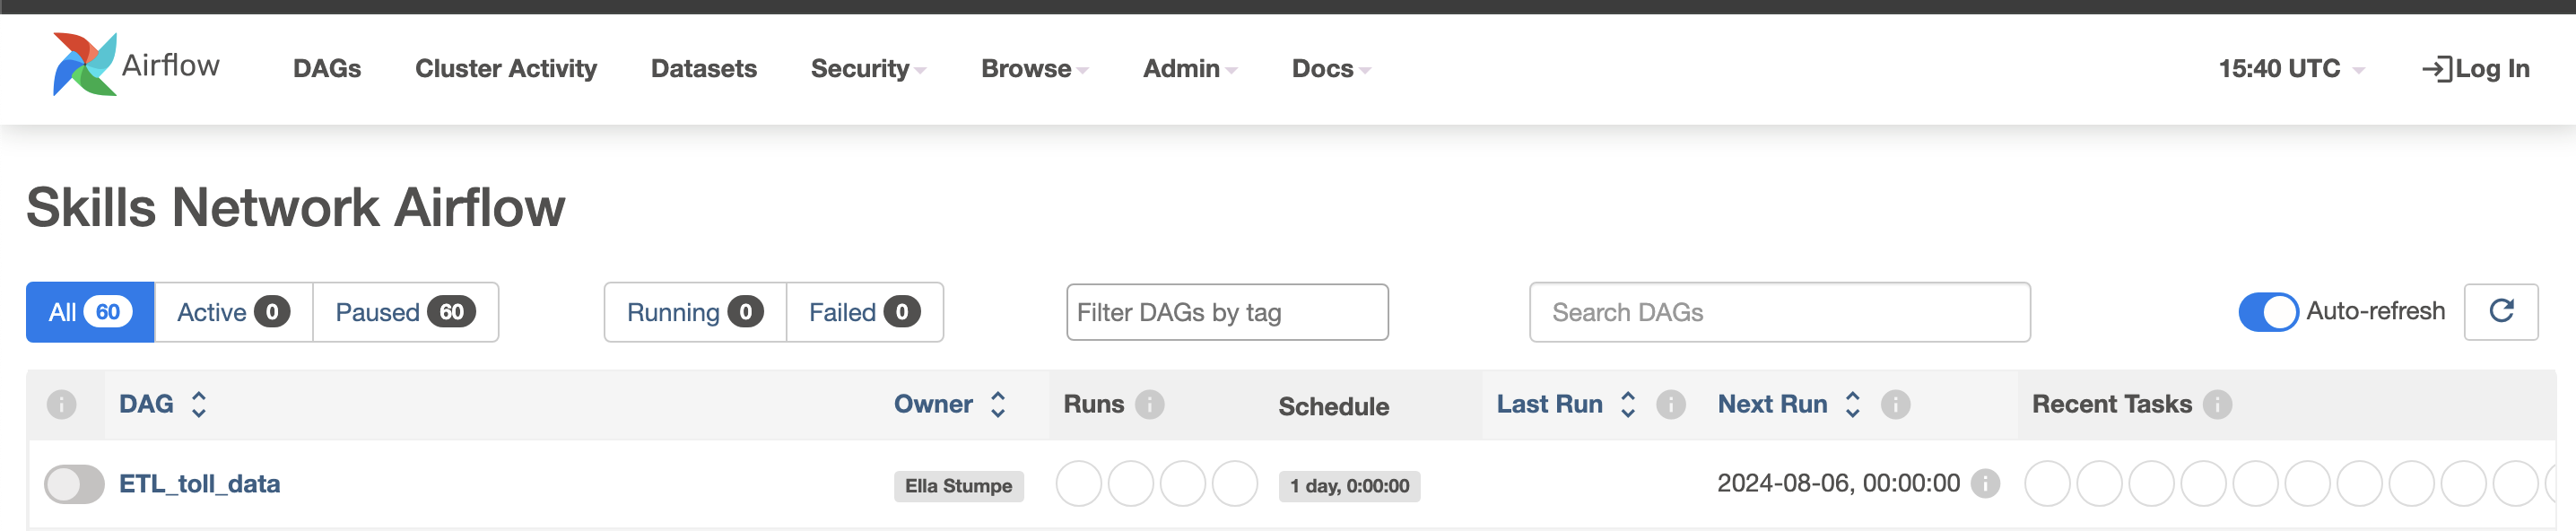 Airflow DAGs Cluster Activity Datasets Security Browse Admin Docs 15:40 UTC Log In
Skills Network Airflow
All 60 Active 0 Paused 60 Running 0 Failed 0 Filter DAGs by tag Search DAGs Auto-refresh
DAG Owner Runs Schedule Last Run Next Run Recent Tasks
ETL_toll_data Ella Stumpe 1 day, 0:00:00 2024-08-06, 00:00:00